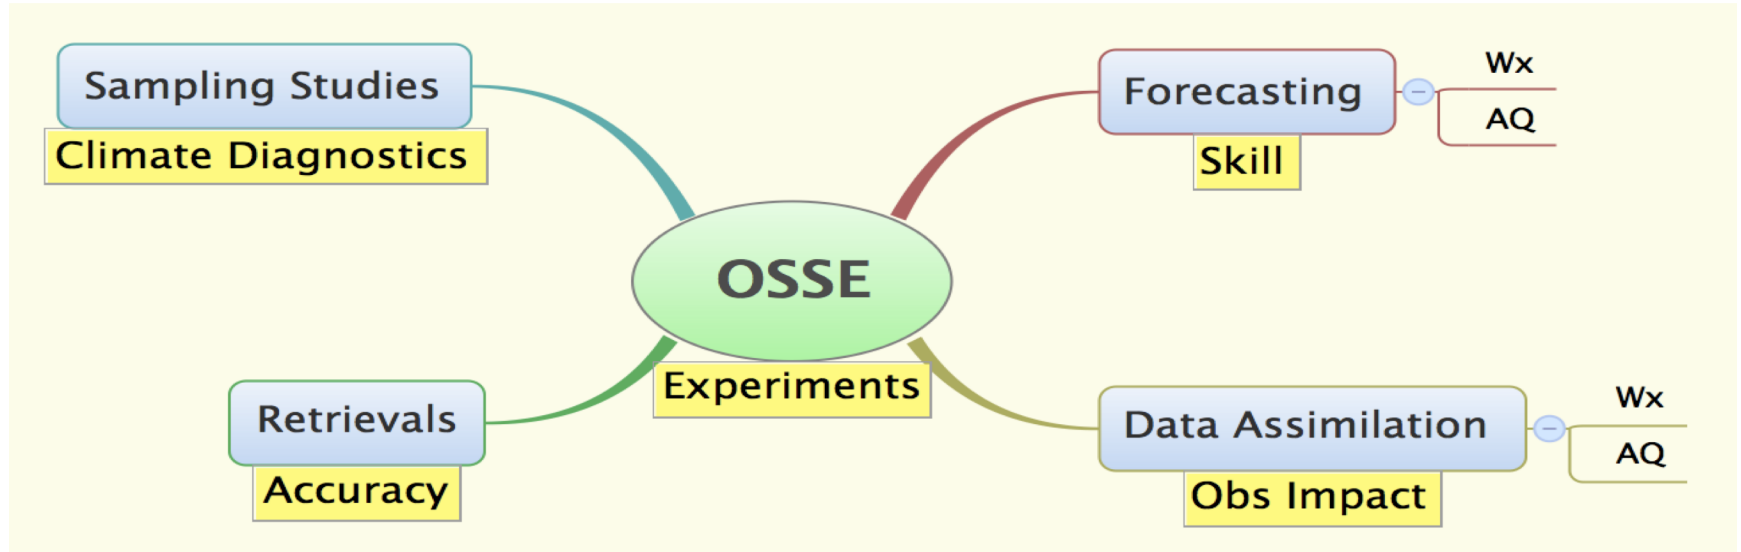 Sampling Studies
Climate Diagnostics
Forecasting
Skill
Wx
AQ
OSSE
Experiments
Retrievals
Accuracy
Data Assimilation
Obs Impact
Wx
AQ